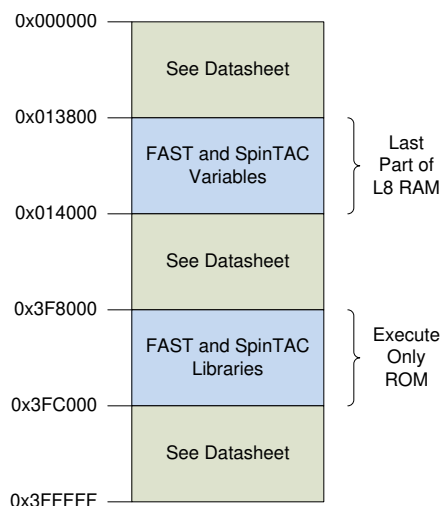 0x000000
See Datasheet
0x013800
FAST and SpinTAC
Variables
Last
Part of
L8 RAM
0x014000
See Datasheet
0x3F8000
FAST and SpinTAC
Libraries
Execute
Only
ROM
0x3FC000
See Datasheet
0x3FFFFF